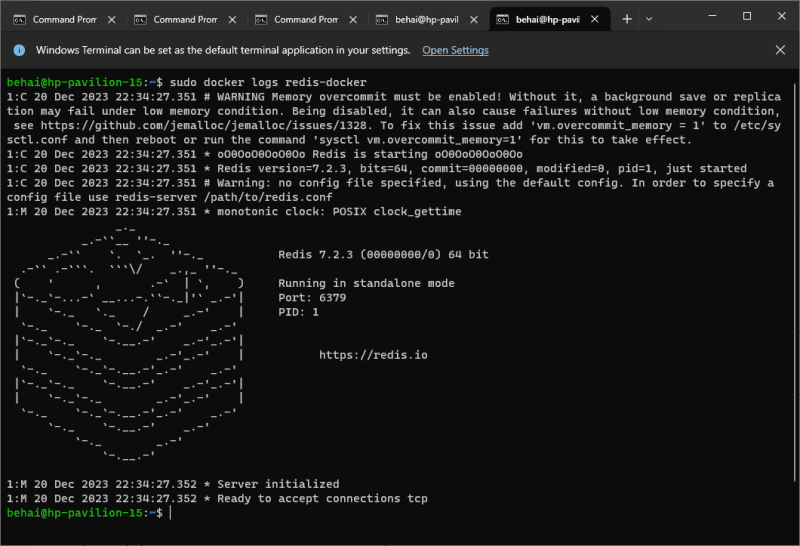 Command Pron
Command Pron
Command Pron
behai@hp-pavil
behai@hp-pavi
Windows Terminal can be set as the default terminal application in your settings. Open Settings
behai@hp-pavilion-15:~$ sudo docker logs redis-docker
1:C 20 Dec 2023 22:34:27.351 # WARNING Memory overcommit must be enabled! Without it, a background save or replica
tion may fail under low memory condition. Being disabled, it can also cause failures without low memory condition,
 see https://github.com/jemalloc/jemalloc/issues/1328. To fix this issue add 'vm.overcommit_memory = 1' to /etc/sy
sctl.conf and then reboot or run the command 'sysctl vm.overcommit_memory=1' for this to take effect.
1:C 20 Dec 2023 22:34:27.351 * oO0OoO0OoO0Oo Redis is starting oO0OoO0OoO0Oo
1:C 20 Dec 2023 22:34:27.351 * Redis version=7.2.3, bits=64, commit=00000000, modified=0, pid=1, just started
1:C 20 Dec 2023 22:34:27.351 # Warning: no config file specified, using the default config. In order to specify a
config file use redis-server /path/to/redis.conf
1:M 20 Dec 2023 22:34:27.351 * monotonic clock: POSIX clock_gettime
Redis 7.2.3 (00000000/0) 64 bit
Running in standalone mode
Port: 6379
PID: 1
https://redis.io
1:M 20 Dec 2023 22:34:27.352 * Server initialized
1:M 20 Dec 2023 22:34:27.352 * Ready to accept connections tcp
behai@hp-pavilion-15:~$